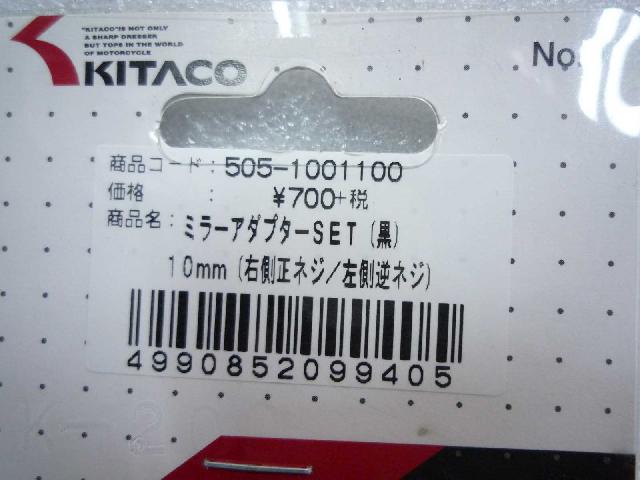 "KITACO"IS NOT ONLY
A SHARP DRESSER
BUT TOPS IN THE WORLD
OF MOTORCYCLE
KITACO
No.
商品コード:505-1001100
価格 : ¥700+税
商品名:ミラーアダプターSET(黒)
10mm(右側正ネジ/左側逆ネジ)
4990852099405